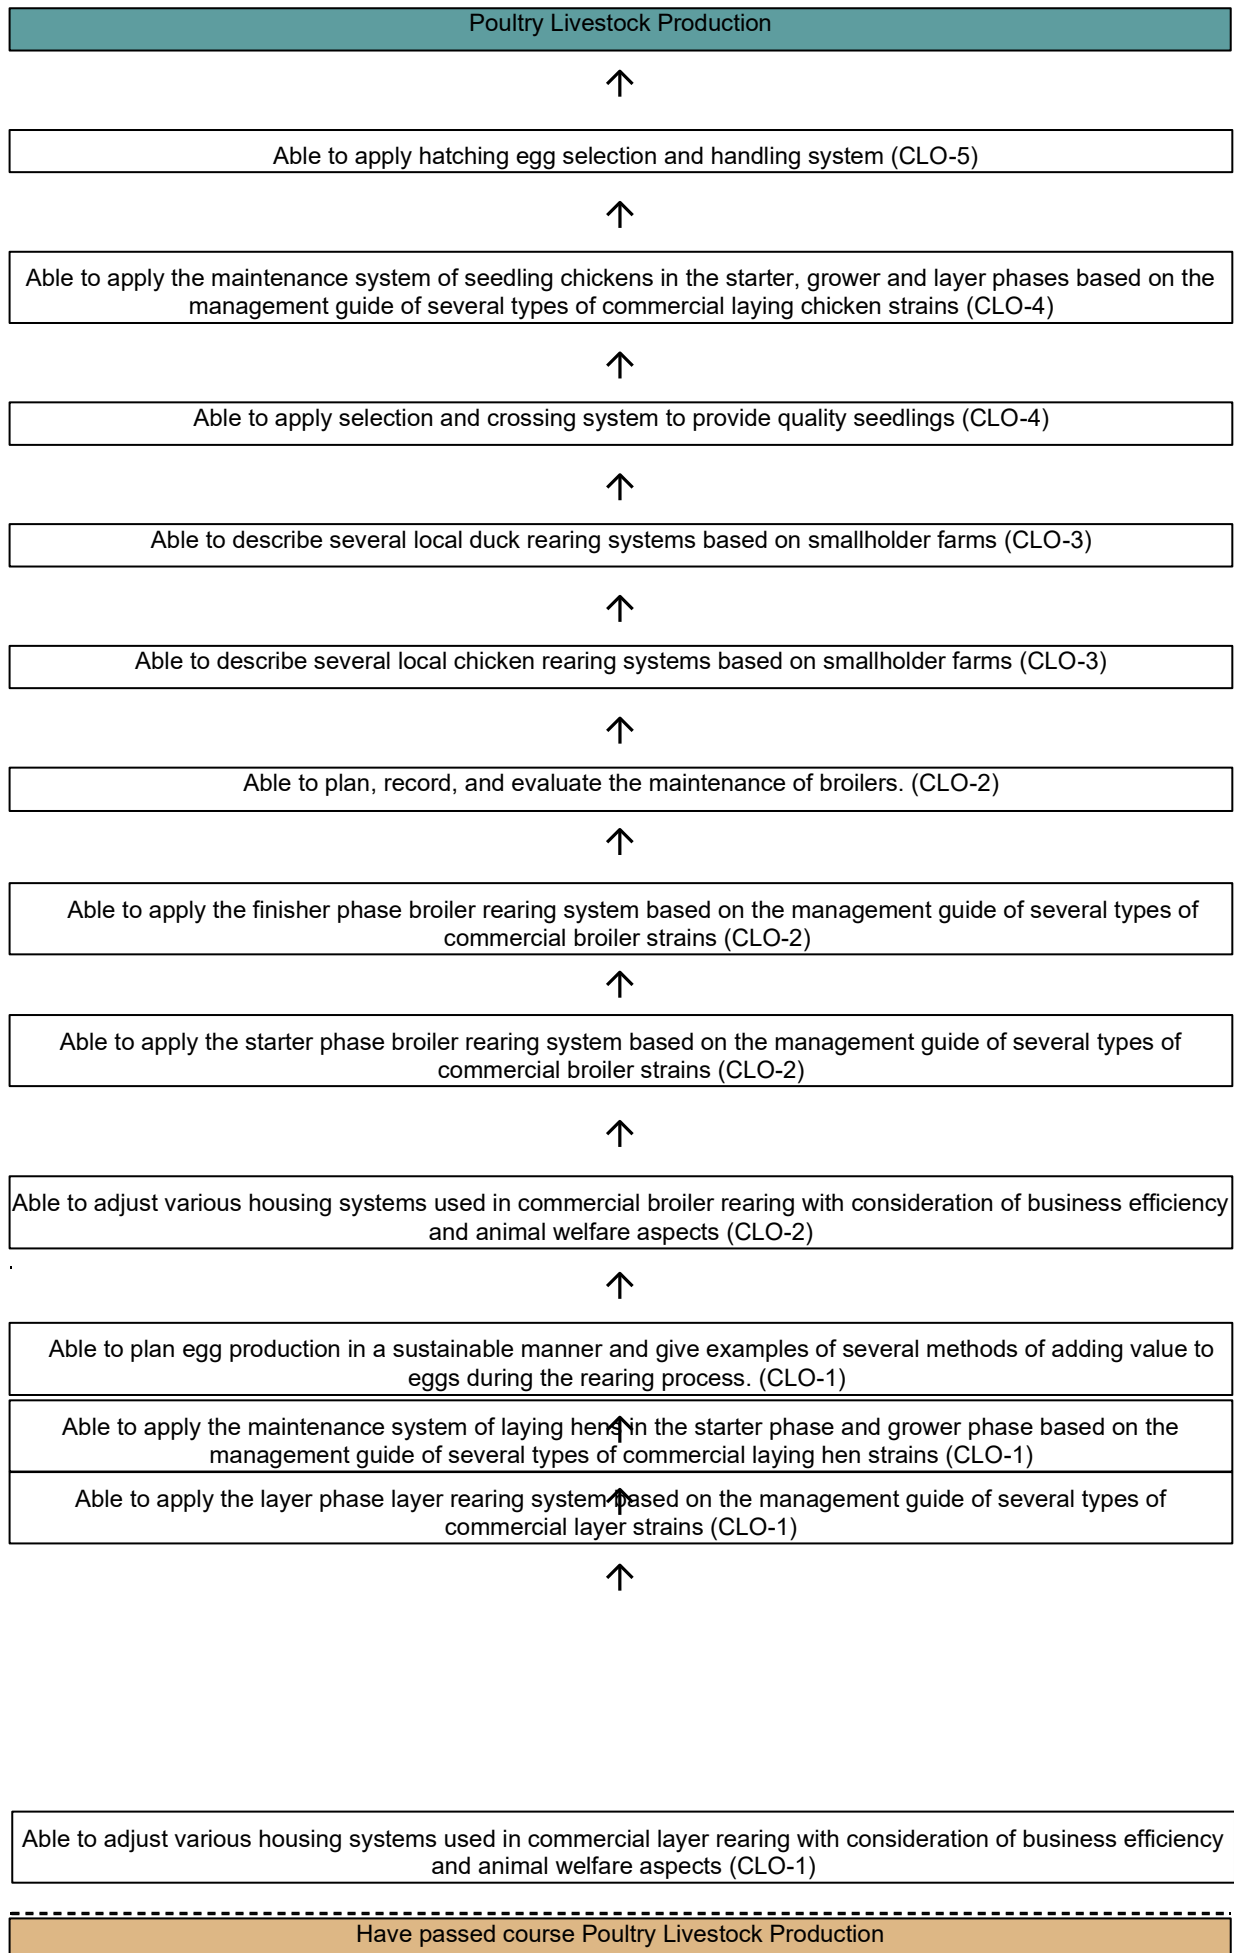 Poultry Livestock Production
Able to apply hatching egg selection and handling system (CLO-5)
Able to apply the maintenance system of seedling chickens in the starter, grower and layer phases based on the
management guide of several types of commercial laying chicken strains (CLO-4)
Able to apply selection and crossing system to provide quality seedlings (CLO-4)
Able to describe several local duck rearing systems based on smallholder farms (CLO-3)
Able to describe several local chicken rearing systems based on smallholder farms (CLO-3)
Able to plan, record, and evaluate the maintenance of broilers. (CLO-2)
Able to apply the finisher phase broiler rearing system based on the management guide of several types of
commercial broiler strains (CLO-2)
Able to apply the starter phase broiler rearing system based on the management guide of several types of
commercial broiler strains (CLO-2)
Able to adjust various housing systems used in commercial broiler rearing with consideration of business efficiency
and animal welfare aspects (CLO-2)
.
Able to plan egg production in a sustainable manner and give examples of several methods of adding value to
eggs during the rearing process. (CLO-1)
Able to apply the maintenance system of laying hens in the starter phase and grower phase based on the
management guide of several types of commercial laying hen strains (CLO-1)
Able to apply the layer phase layer rearing system based on the management guide of several types of
commercial layer strains (CLO-1)
Able to adjust various housing systems used in commercial layer rearing with consideration of business efficiency
and animal welfare aspects (CLO-1)
Have passed course Poultry Livestock Production